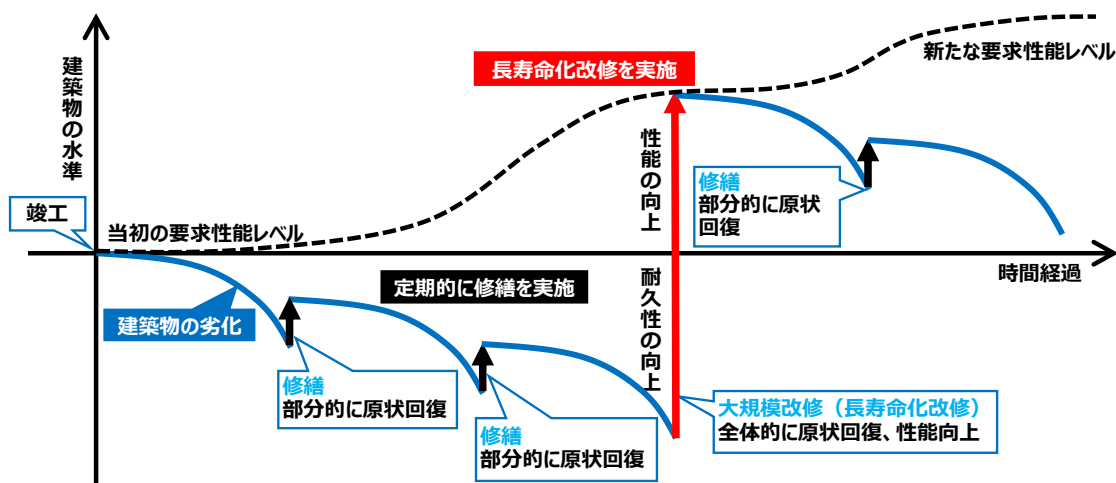 建築物の水準
長寿命化改修を実施
新たな要求性能レベル
性能の向上
修繕
部分的に原状
回復
竣工
当初の要求性能レベル
時間経過
定期的に修繕を実施
耐久性の向上
建築物の劣化
修繕
部分的に原状回復
修繕
部分的に原状回復
大規模改修（長寿命化改修）
全体的に原状回復、性能向上